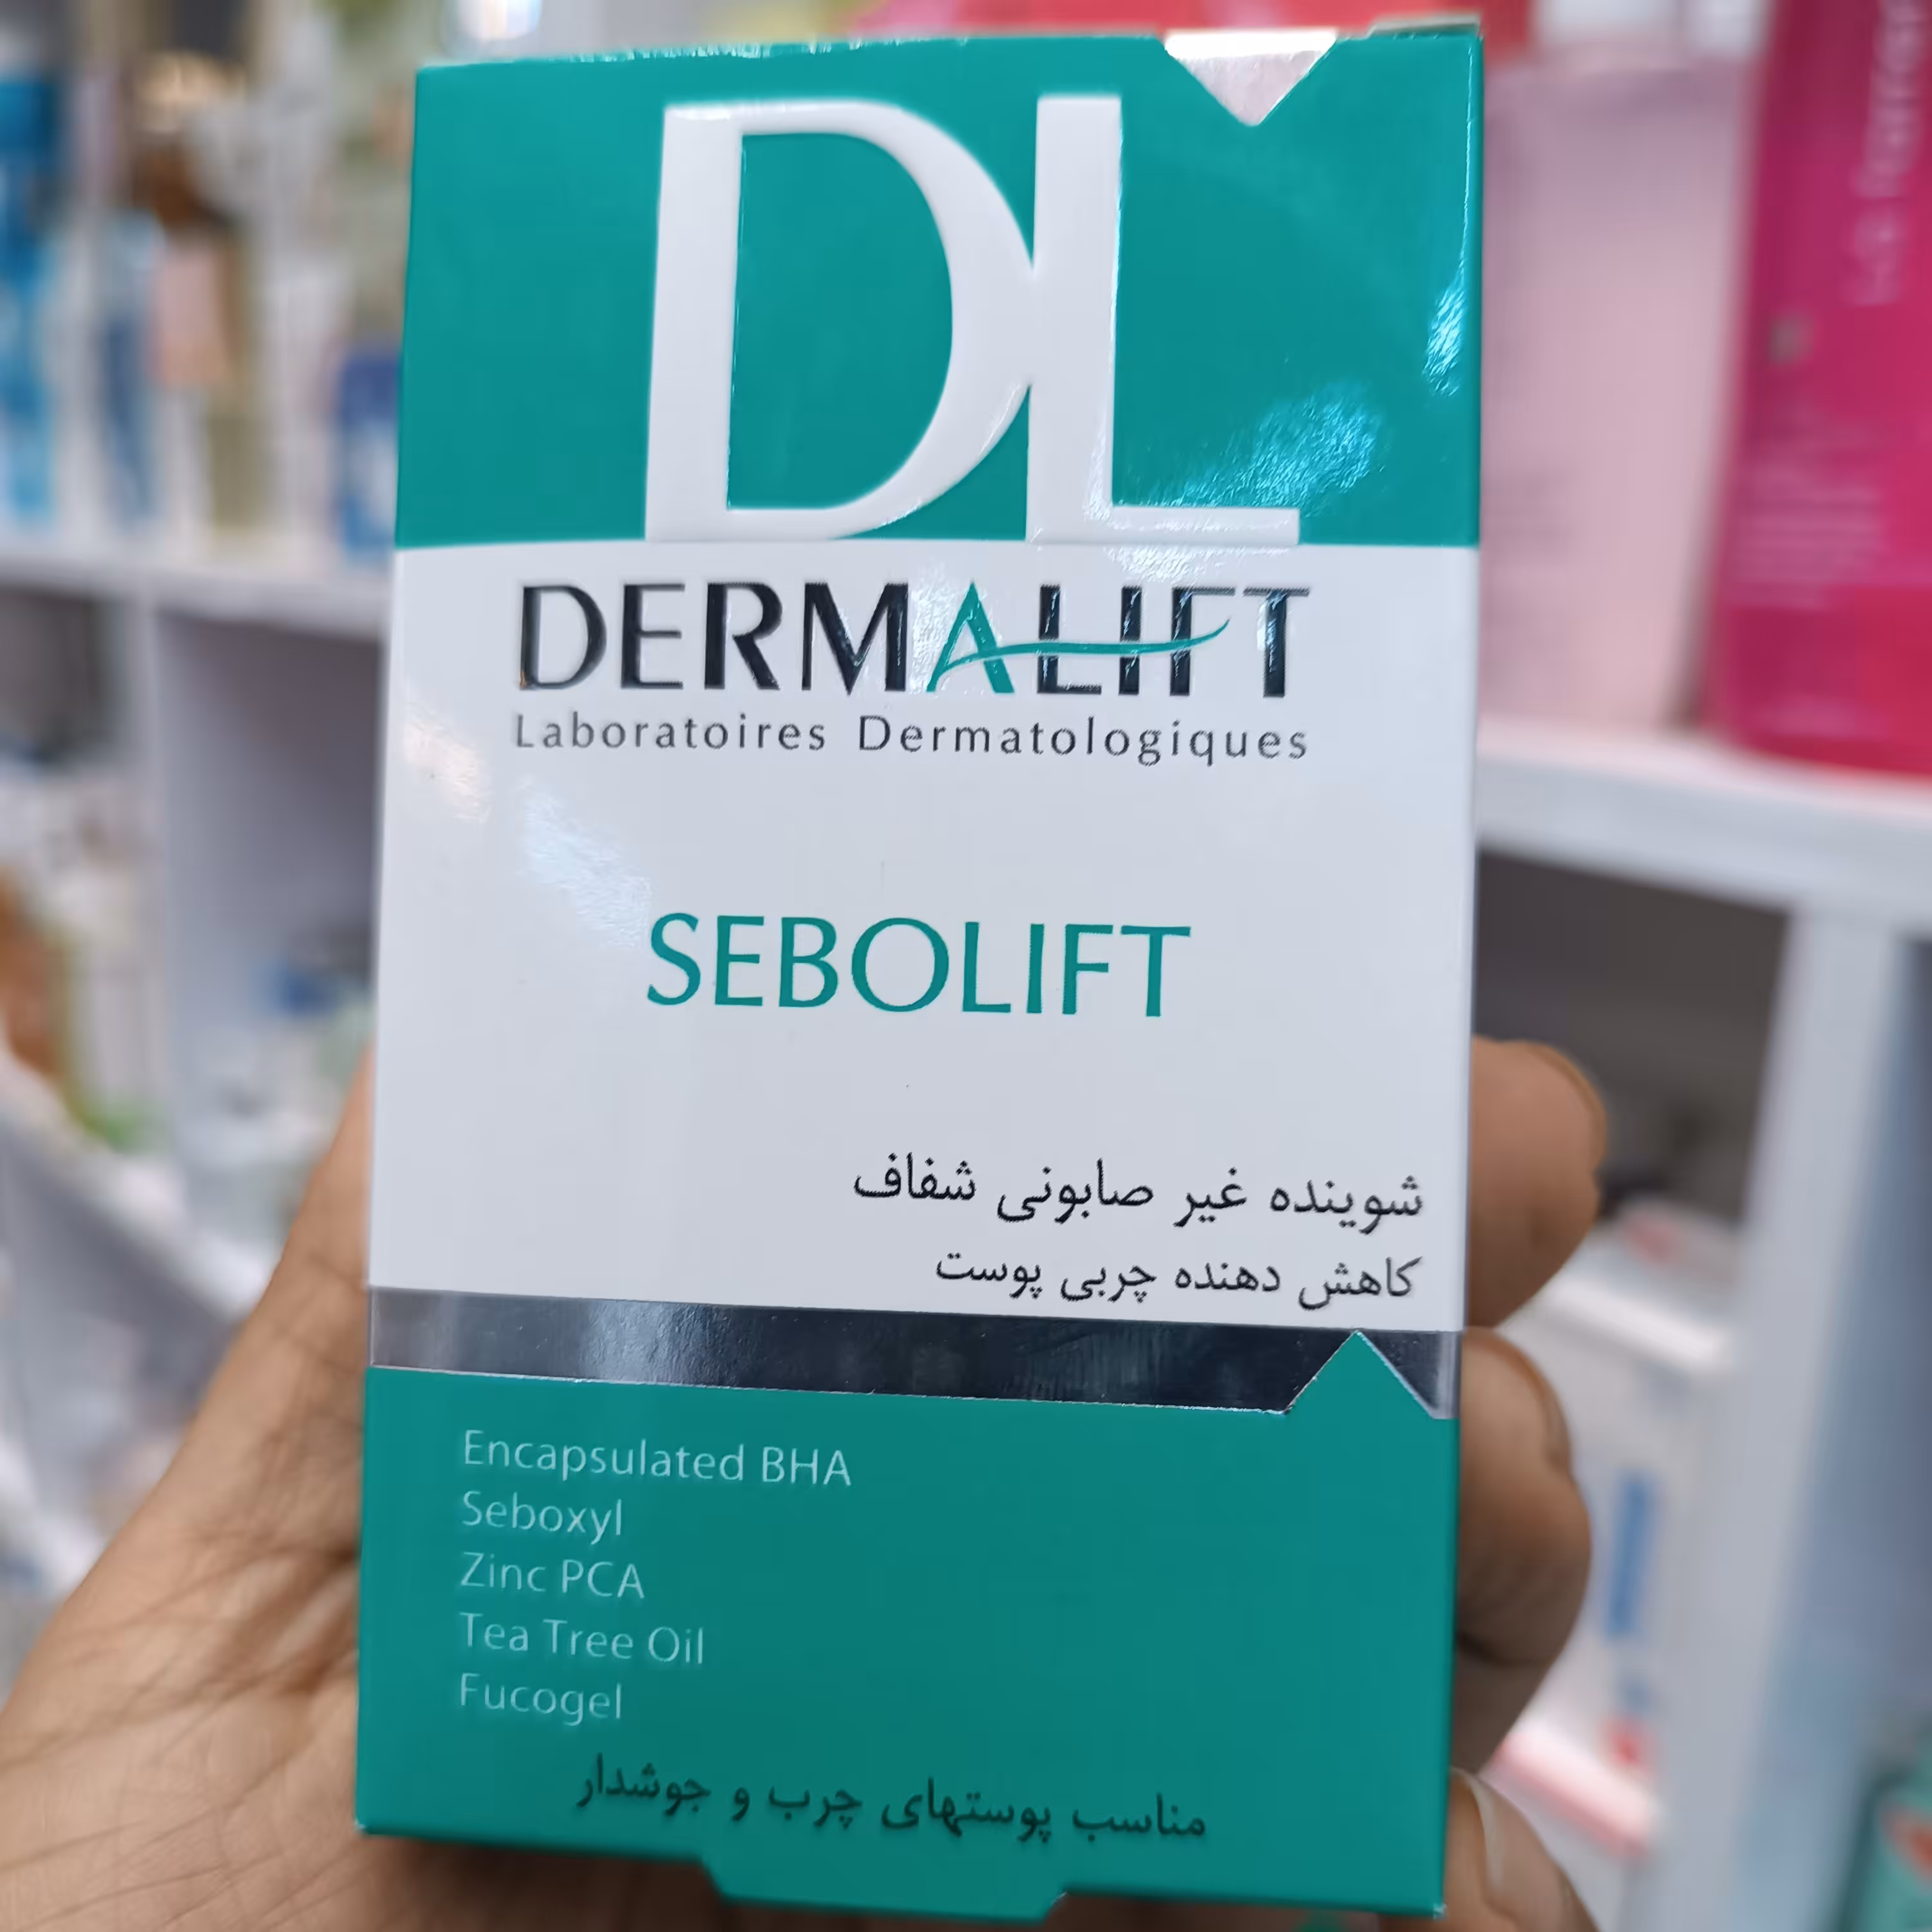 DL
DERMALIFT
Laboratoires Dermatologiques
SEBOLIFT
شوینده غیر صابونی شفاف
کاهش دهنده چربی پوست
Encapsulated BHA
Seboxyl
Zinc PCA
Tea Tree Oil
Fucogel
مناسب پوستهای چرب و جوشدار